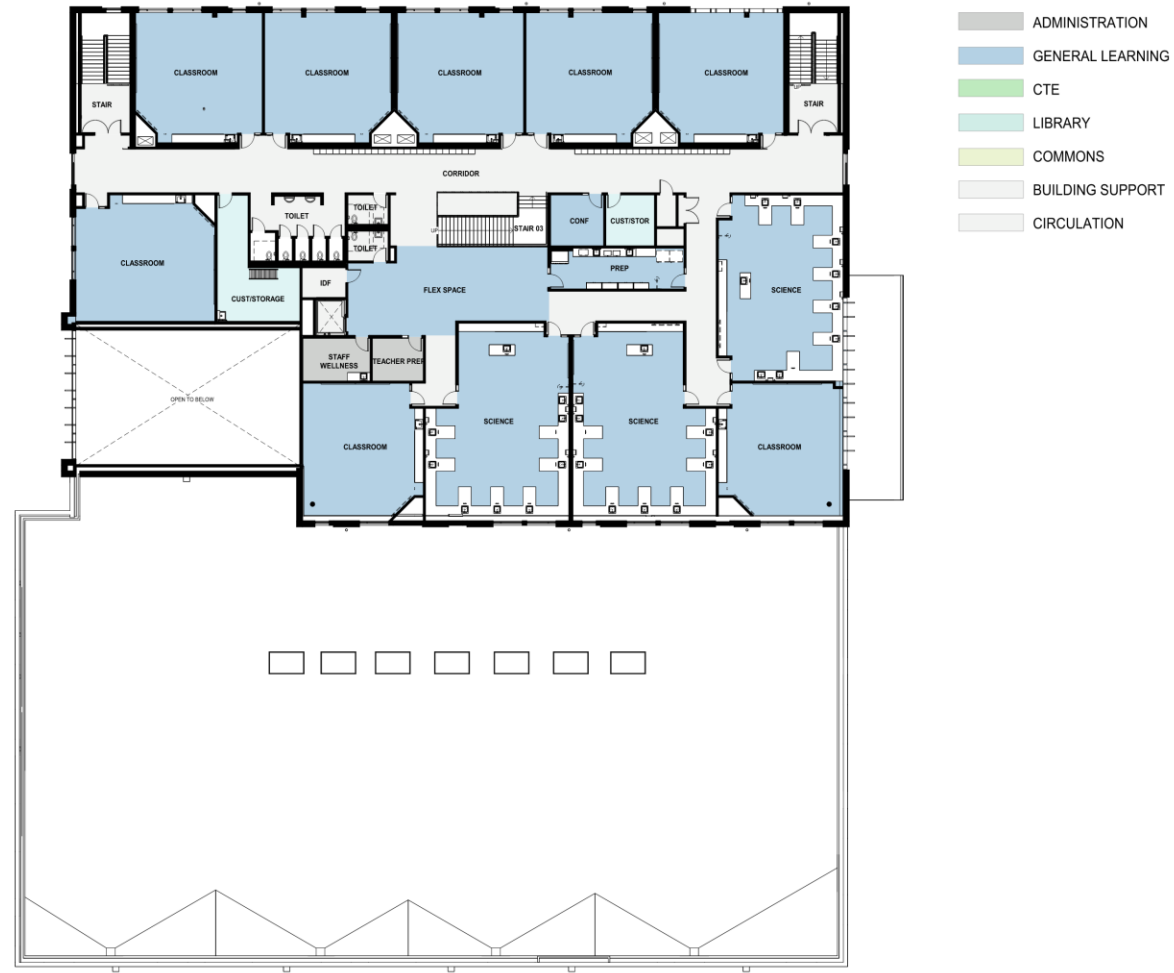 ADMINISTRATION
GENERAL LEARNING
CTE
LIBRARY
COMMONS
BUILDING SUPPORT
CIRCULATION
CLASSROOM
CLASSROOM
CLASSROOM
CLASSROOM
CLASSROOM
STAIR
STAIR
CORRIDOR
TOILET
TOILET
CONF
CUST/STOR
UP
STAIR 03
TOILET
CLASSROOM
PREP
IDF
FLEX SPACE
SCIENCE
CUST/STORAGE
STAFF
WELLNESS
TEACHER PREP
OPEN TO BELOW
CLASSROOM
SCIENCE
SCIENCE
CLASSROOM